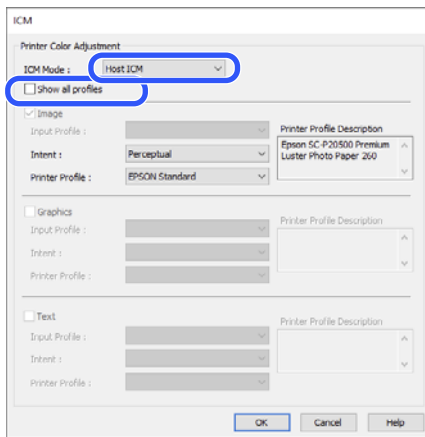 ICM
Printer Color Adjustment
ICM Mode : Host ICM
Show all profiles
Image
Input Profile : Printer Profile Description
Intent : Perceptual Epson SC-P20500 Premium
Luster Photo Paper 260
Printer Profile : EPSON Standard
Graphics
Input Profile : Printer Profile Description
Intent :
Printer Profile :
Text
Input Profile : Printer Profile Description
Intent :
Printer Profile :
OK Cancel Help